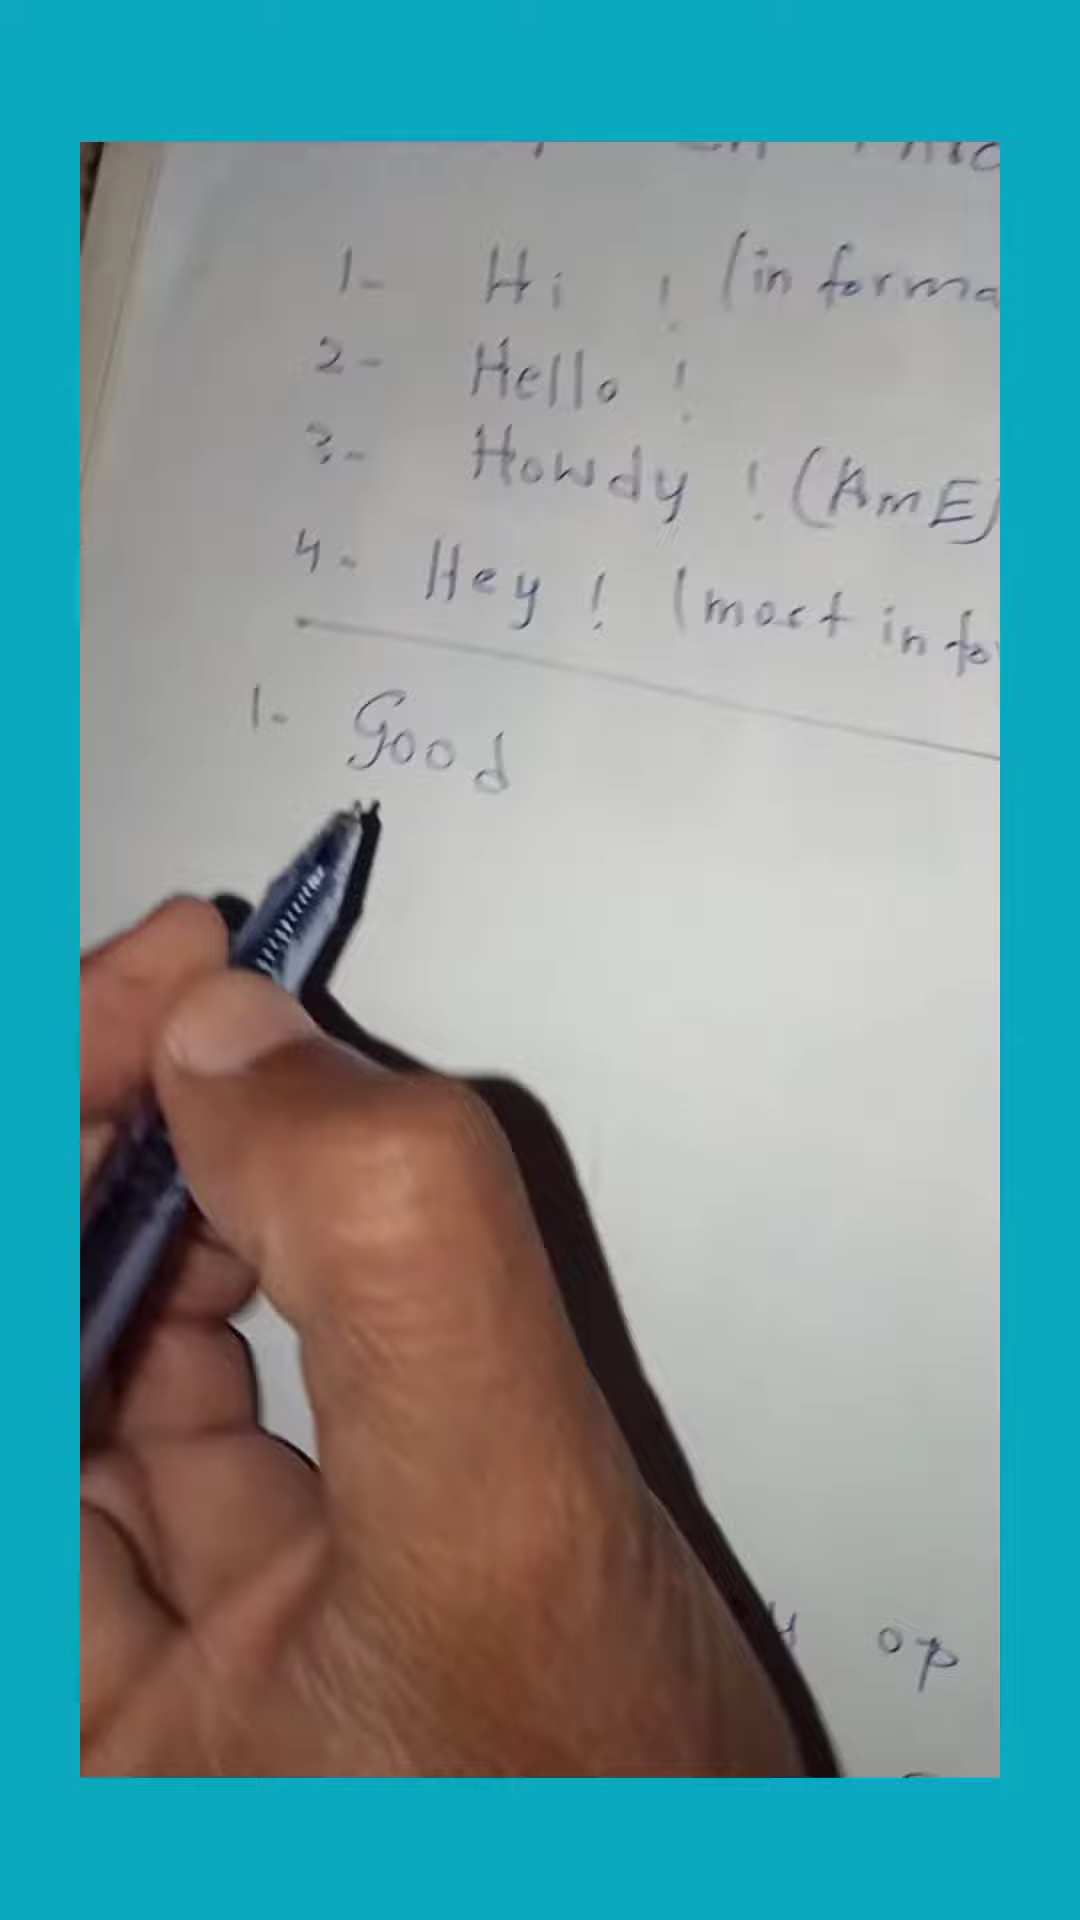 1- Hi ! (informa
2- Hello !
3- Howdy ! (AmE)
4- Hey ! (most info
1- Good
op